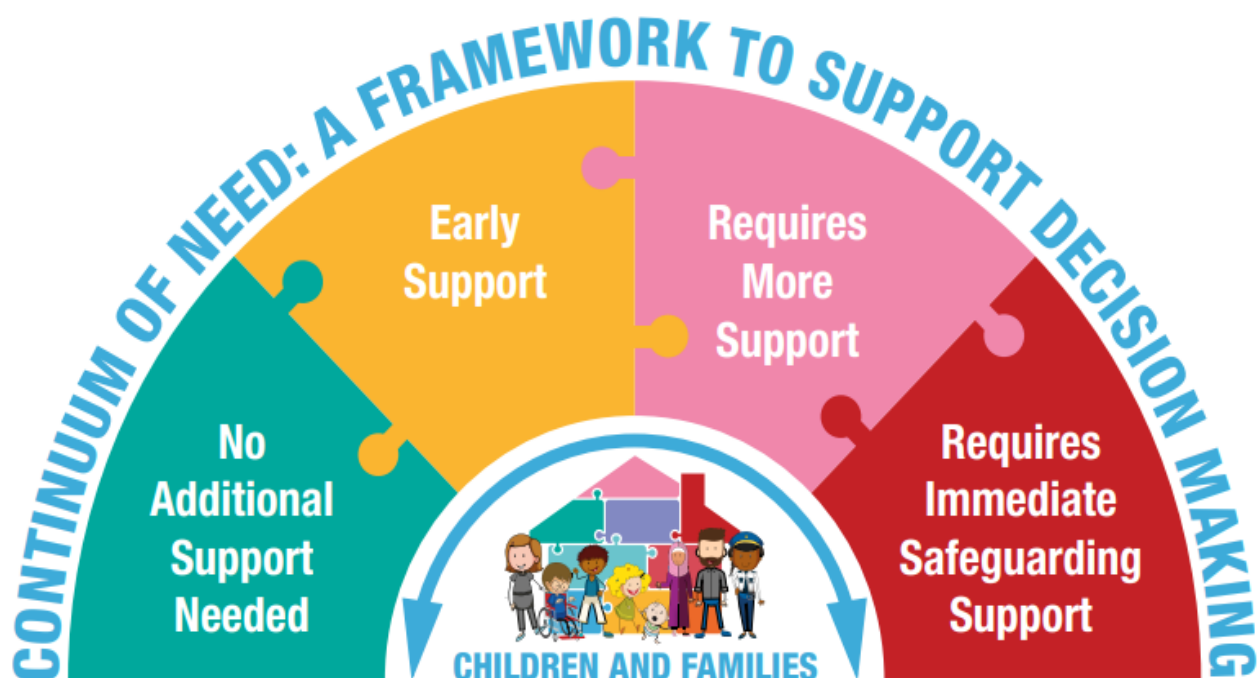 CONTINUUM OF NEED: A FRAMEWORK TO SUPPORT DECISION MAKING
No
Additional
Support
Needed
Early
Support
Requires
More
Support
Requires
Immediate
Safeguarding
Support
CHILDREN AND FAMILIES